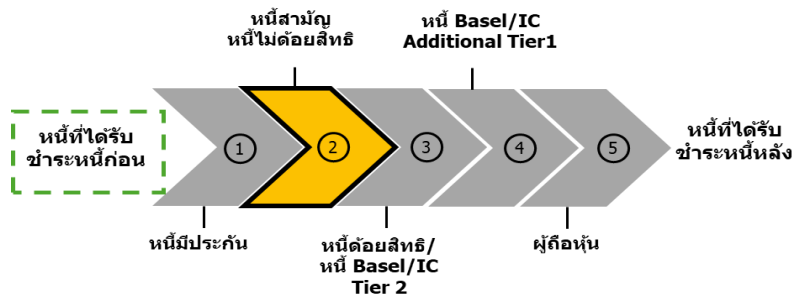 หนี้สามัญ
หนี้ไม่ด้อยสิทธิ
หนี้ Basel/IC
Additional Tier1
หนี้ที่ได้รับ
ชำระหนี้ก่อน
1
2
3
4
5
หนี้ที่ได้รับ
ชำระหนี้หลัง
หนี้มีประกัน
หนี้ด้อยสิทธิ/
หนี้ Basel/IC
Tier 2
ผู้ถือหุ้น